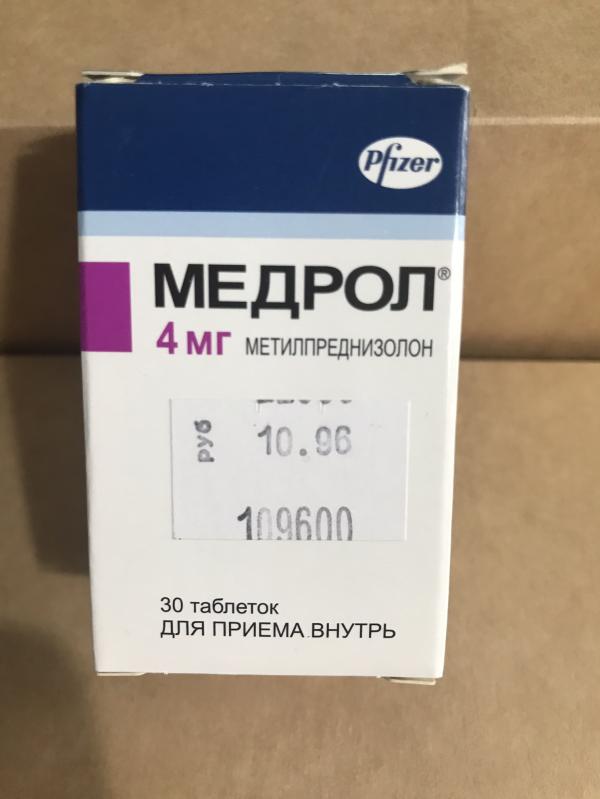 Pfizer
МЕДРОЛ®
4 мг МЕТИЛПРЕДНИЗОЛОН
руб 10.96
109600
30 таблеток
ДЛЯ ПРИЕМА ВНУТРЬ